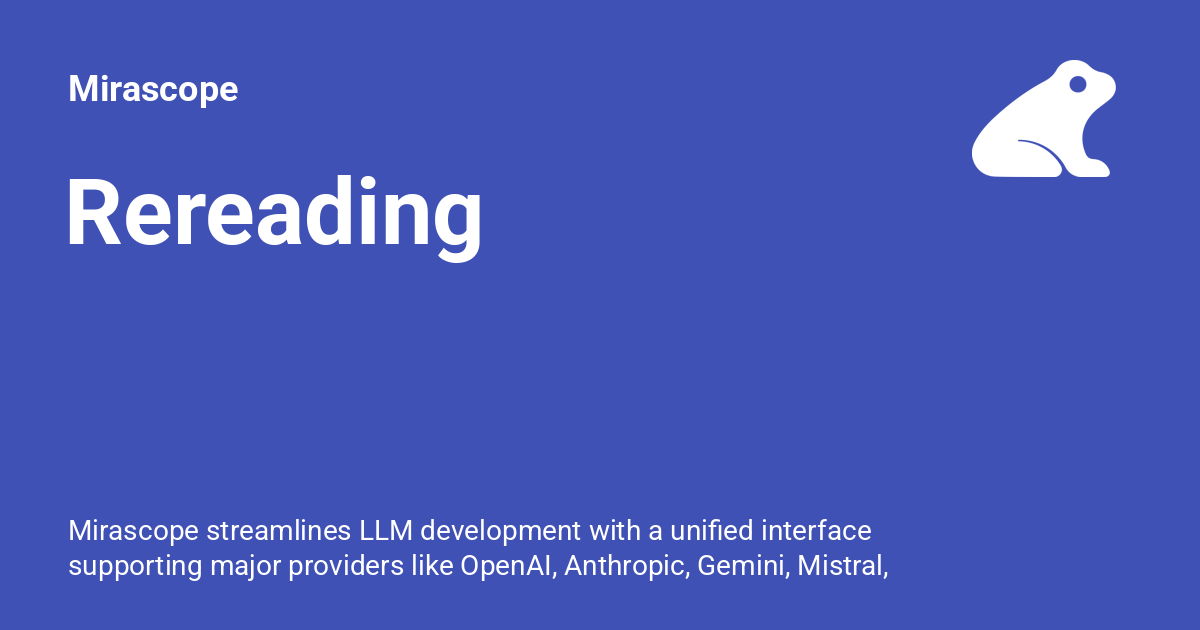 Mirascope
Rereading
Mirascope streamlines LLM development with a unified interface
supporting major providers like OpenAI, Anthropic, Gemini, Mistral,